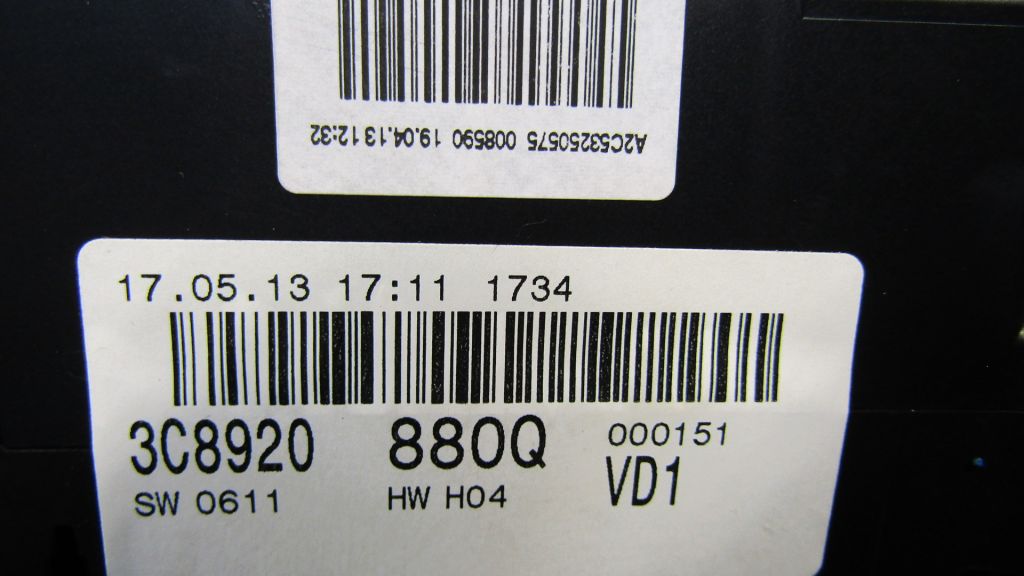 A2C53250575 008590 19.04.13 12:32
17.05.13 17:11 1734
3C8920 880Q 000151
SW 0611 HW H04 VD1